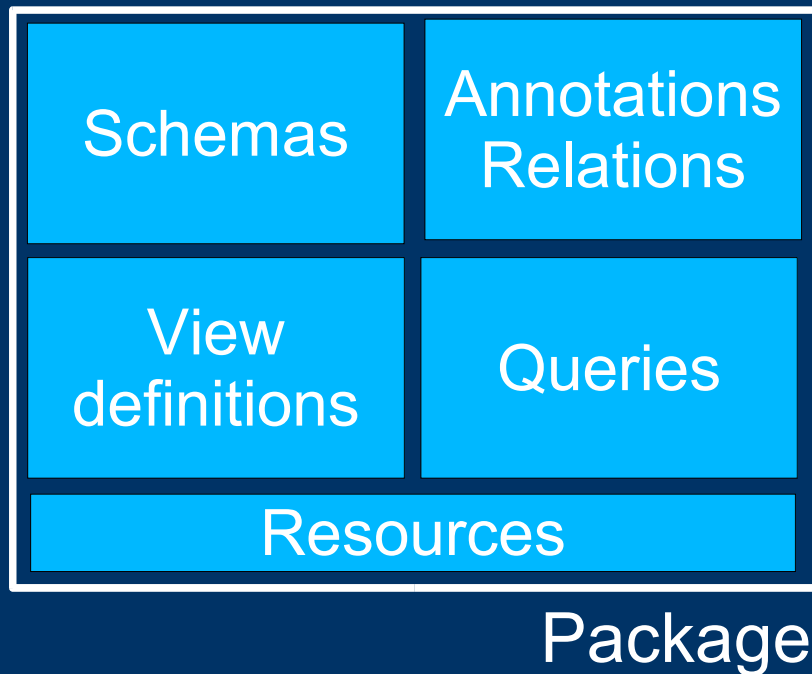 Schemas
Annotations
Relations
View
definitions
Queries
Resources
Package